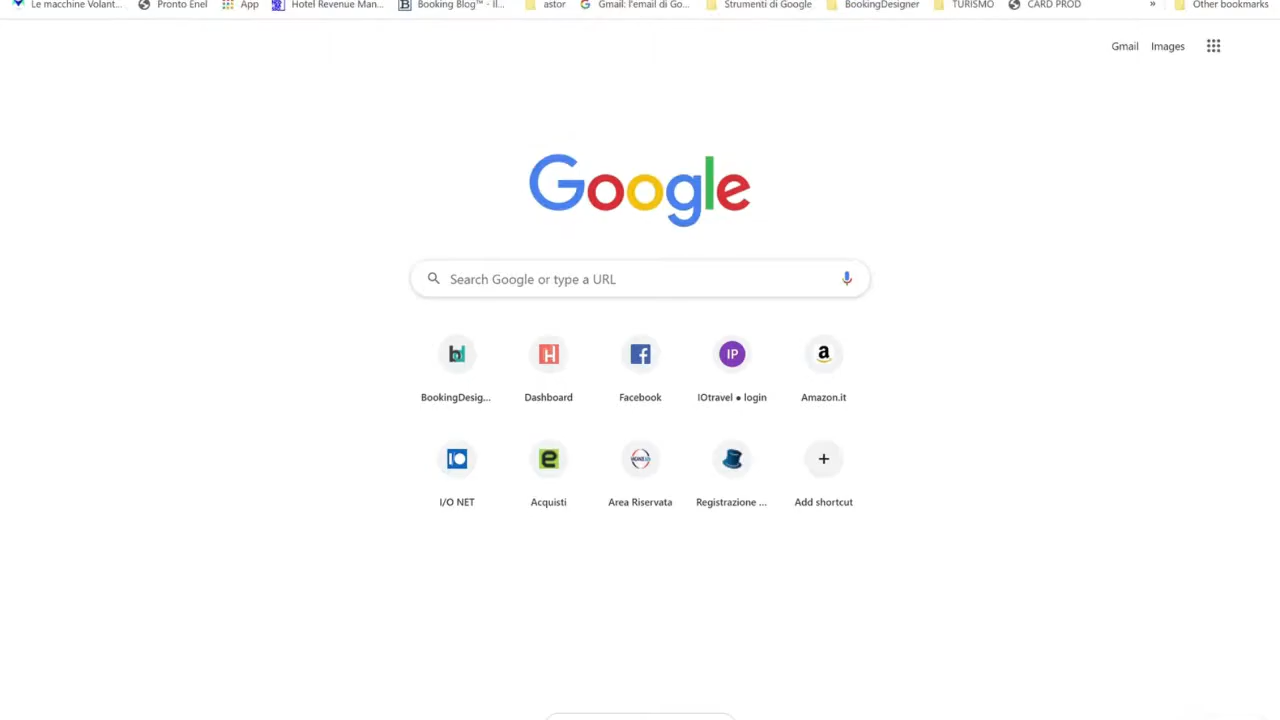 Le macchine Volant... Pronto Enel App Hotel Revenue Man... Booking Blog™ - Il... astor Gmail: l'email di Go... Strumenti di Google BookingDesigner TURISMO CARD PROD » Other bookmarks
Gmail Images
Google
Search Google or type a URL
BookingDesig... Dashboard Facebook IOtravel • login Amazon.it
I/O NET Acquisti Area Riservata Registrazione ... Add shortcut